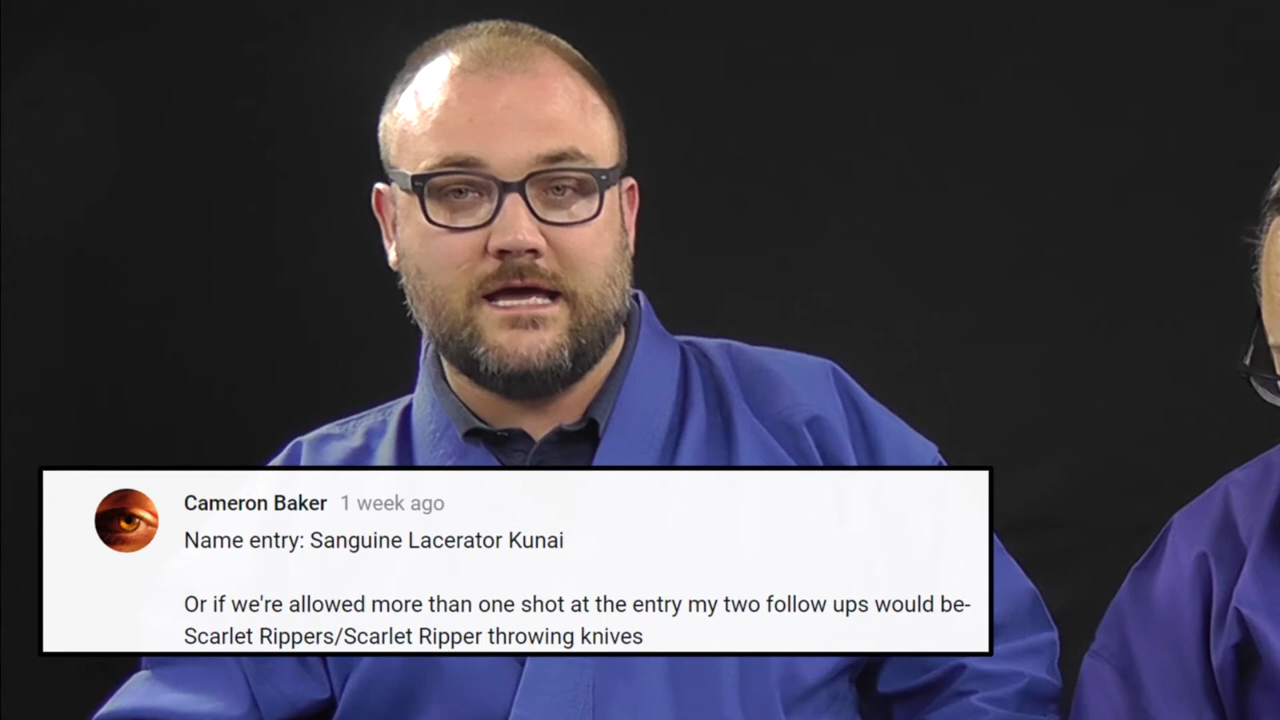 Cameron Baker 1 week ago
Name entry: Sanguine Lacerator Kunai
Or if we're allowed more than one shot at the entry my two follow ups would be-
Scarlet Rippers/Scarlet Ripper throwing knives